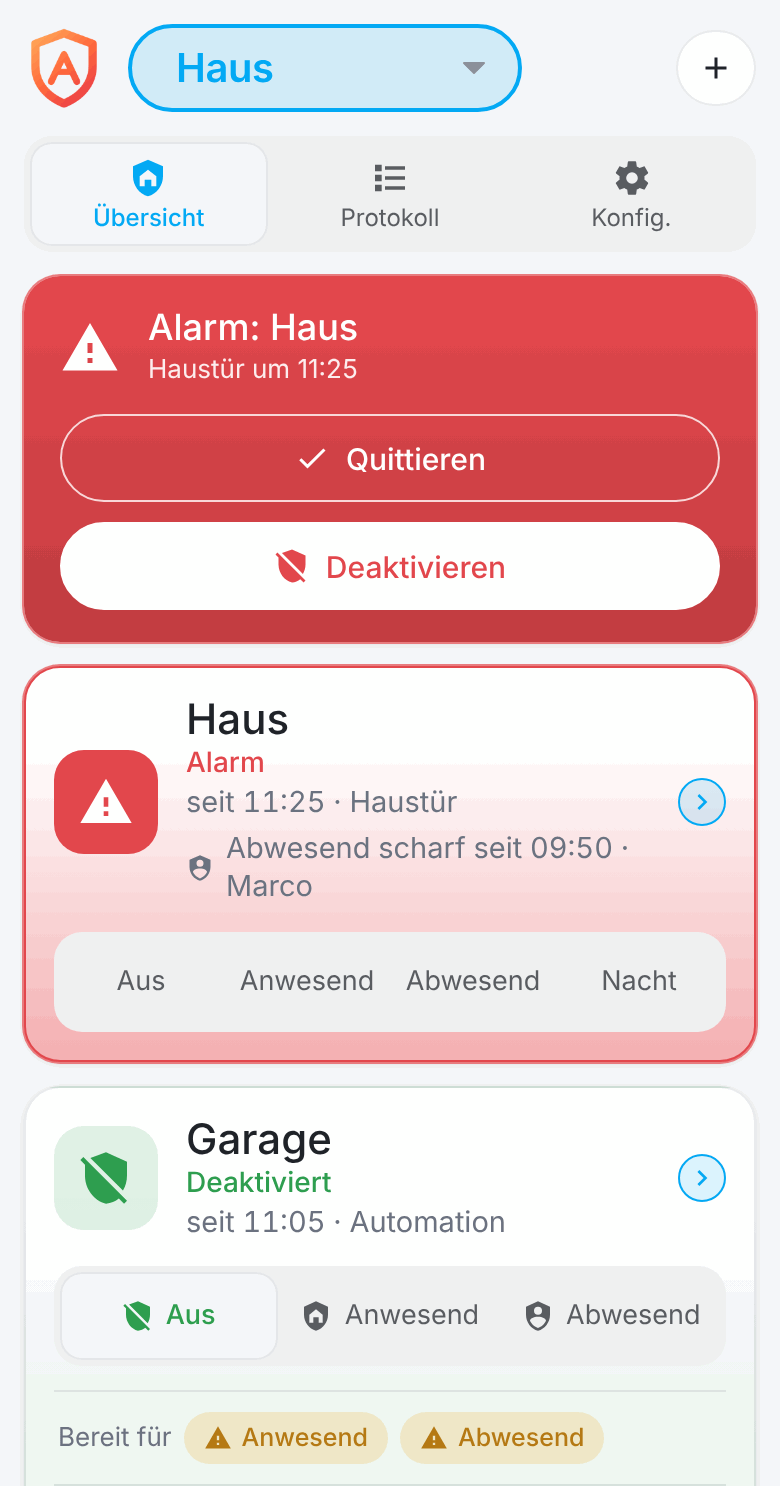 Haus
Übersicht
Protokoll
Konfig.
Alarm: Haus
Haustür um 11:25
Quittieren
Deaktivieren
Haus
Alarm
seit 11:25 · Haustür
Abwesend scharf seit 09:50 ·
Marco
Aus Anwesend Abwesend Nacht
Garage
Deaktiviert
seit 11:05 · Automation
Aus Anwesend Abwesend
Bereit für Anwesend Abwesend